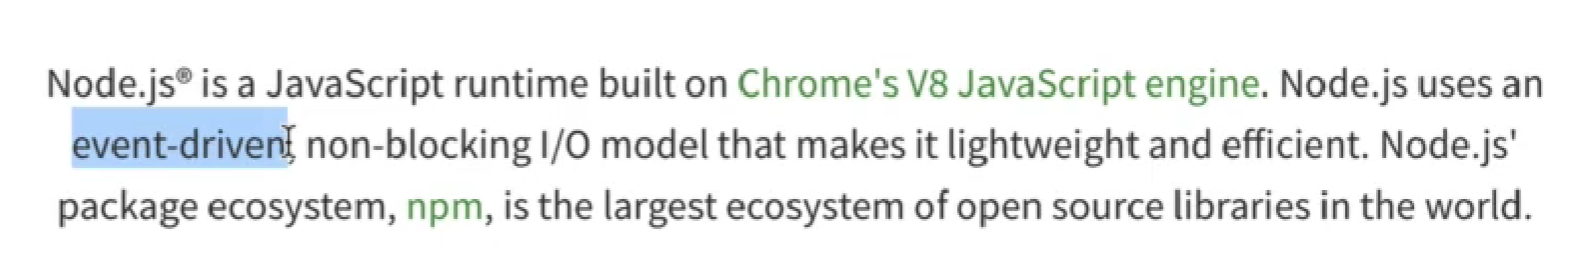 Node.js® is a JavaScript runtime built on Chrome's V8 JavaScript engine. Node.js uses an
event-driven, non-blocking I/O model that makes it lightweight and efficient. Node.js'
package ecosystem, npm, is the largest ecosystem of open source libraries in the world.